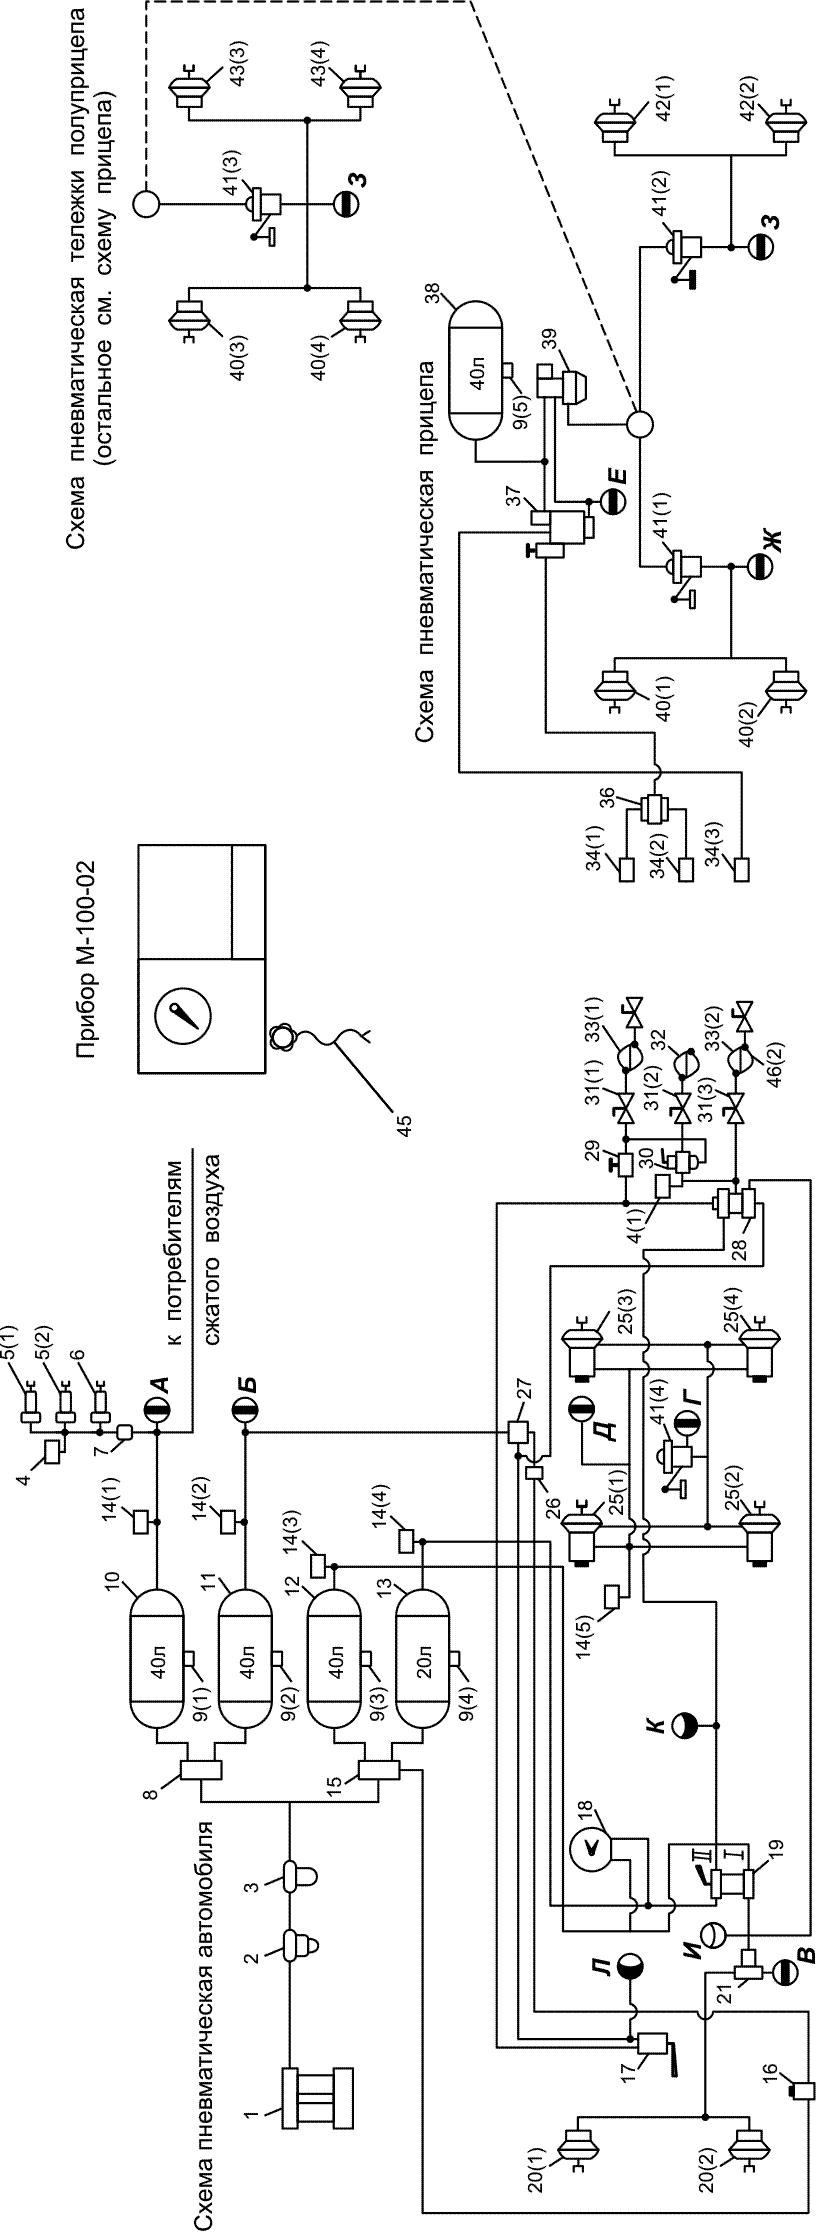 Схема пневматическая автомобиля
1
2
3
8
15
10
11
12
13
40л
40л
40л
20л
9(1)
9(2)
9(3)
9(4)
14(1)
14(2)
14(3)
14(4)
4
5(1)
5(2)
6
7
А
Б
к потребителям
сжатого воздуха
20(1)
20(2)
16
17
Л
18
И
21
В
19
II
I
К
14(5)
25(1)
25(2)
26
27
Д
41(4)
Г
25(3)
25(4)
28
4(1)
29
30
31(1)
31(2)
31(3)
33(1)
32
33(2)
46(2)
Прибор М-100-02
45
Схема пневматическая прицепа
34(1)
34(2)
34(3)
36
37
38
40л
9(5)
39
Е
40(1)
40(2)
41(1)
Ж
41(2)
З
42(1)
42(2)
Схема пневматическая тележки полуприцепа
(остальное см. схему прицепа)
40(3)
40(4)
41(3)
З
43(3)
43(4)